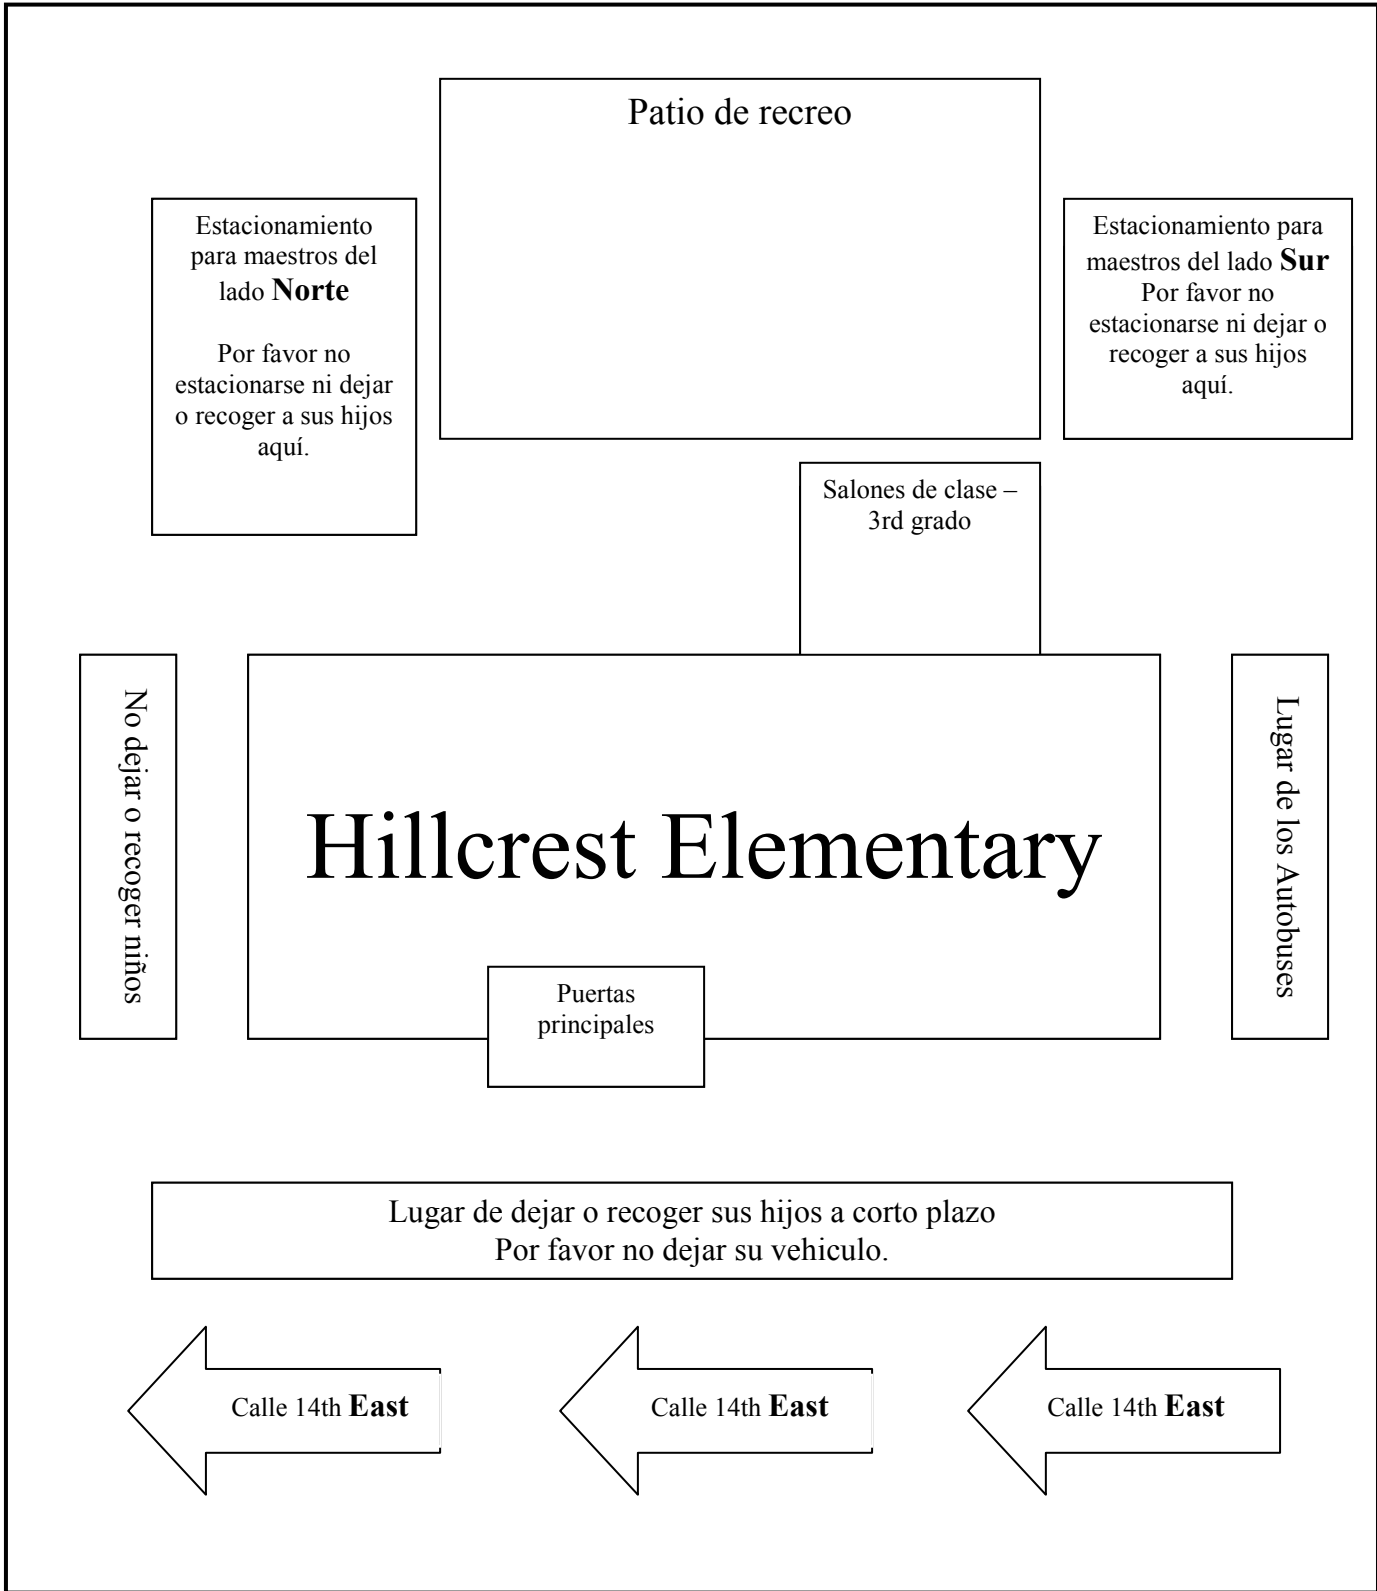 Patio de recreo
Estacionamiento
para maestros del
lado Norte
Por favor no
estacionarse ni dejar
o recoger a sus hijos
aquí.
Estacionamiento para
maestros del lado Sur
Por favor no
estacionarse ni dejar o
recoger a sus hijos
aquí.
Salones de clase –
3rd grado
No dejar o recoger niños
Hillcrest Elementary
Lugar de los Autobuses
Puertas
principales
Lugar de dejar o recoger sus hijos a corto plazo
Por favor no dejar su vehiculo.
Calle 14th East
Calle 14th East
Calle 14th East